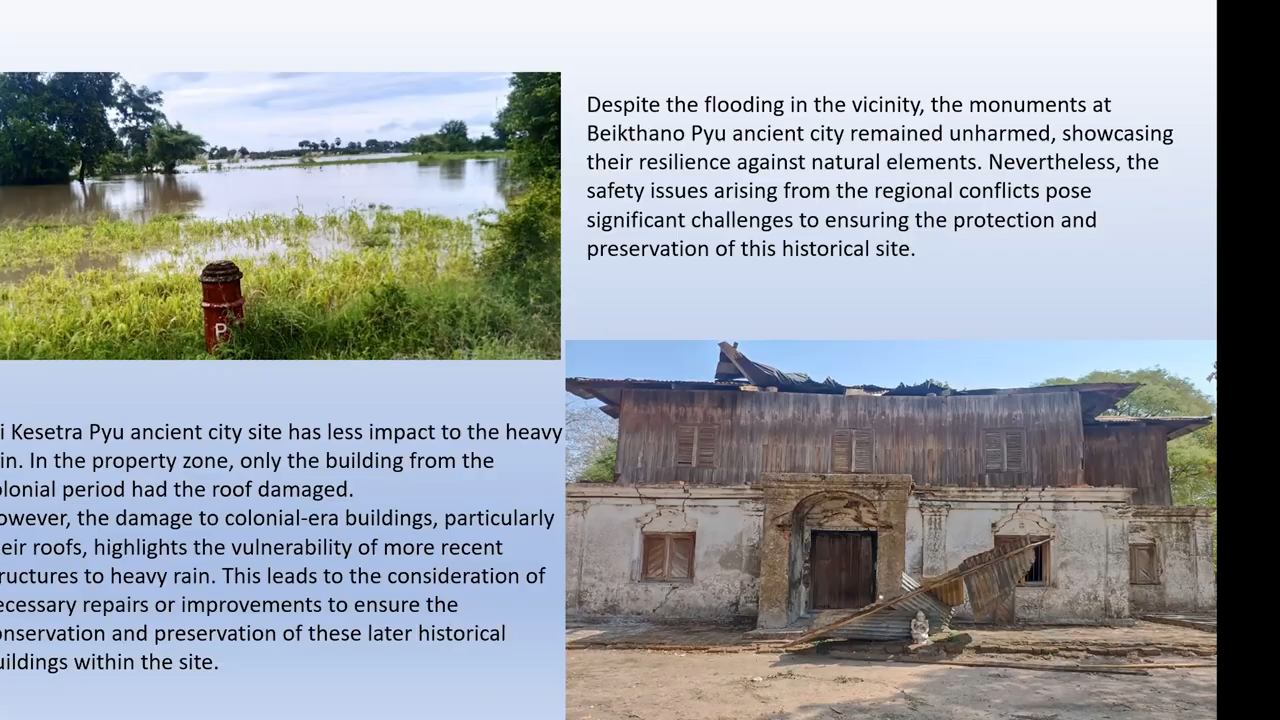 Despite the flooding in the vicinity, the monuments at
Beikthano Pyu ancient city remained unharmed, showcasing
their resilience against natural elements. Nevertheless, the
safety issues arising from the regional conflicts pose
significant challenges to ensuring the protection and
preservation of this historical site.
P
i Kesetra Pyu ancient city site has less impact to the heavy
in. In the property zone, only the building from the
olonial period had the roof damaged.
owever, the damage to colonial-era buildings, particularly
eir roofs, highlights the vulnerability of more recent
ructures to heavy rain. This leads to the consideration of
ecessary repairs or improvements to ensure the
onservation and preservation of these later historical
uildings within the site.